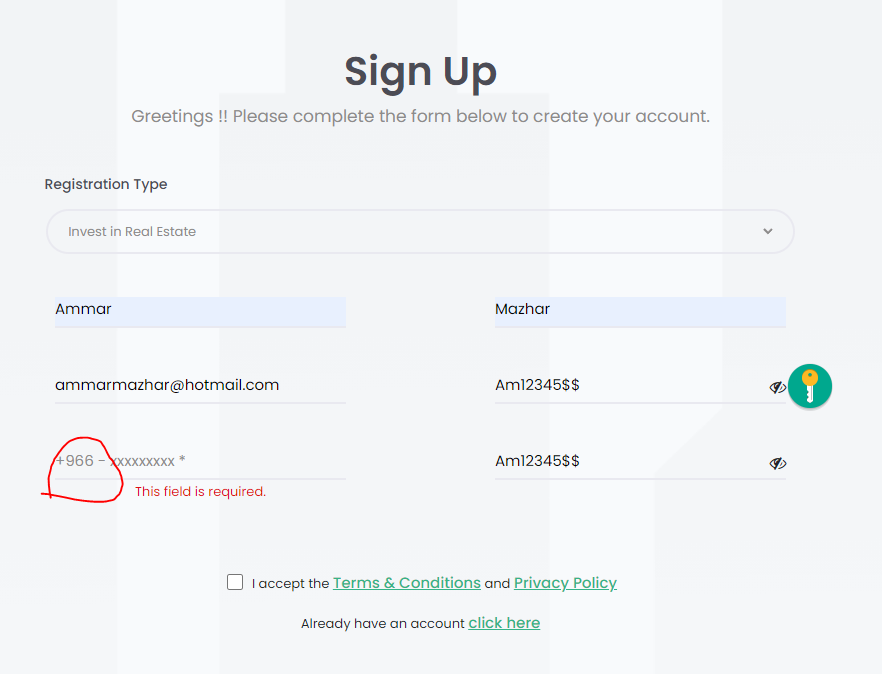 Sign Up
Greetings !! Please complete the form below to create your account.
Registration Type
Invest in Real Estate
Ammar
Mazhar
ammarmazhar@hotmail.com
Am12345$$
+966 - xxxxxxxxx *
Am12345$$
This field is required.
I accept the Terms & Conditions and Privacy Policy
Already have an account click here